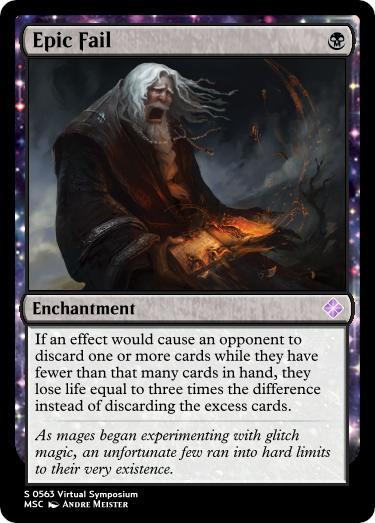 Epic Fail
Enchantment
If an effect would cause an opponent to
discard one or more cards while they have
fewer than that many cards in hand, they
lose life equal to three times the difference
instead of discarding the excess cards.
As mages began experimenting with glitch
magic, an unfortunate few ran into hard limits
to their very existence.
S 0563 Virtual Symposium
MSC Andre Meister